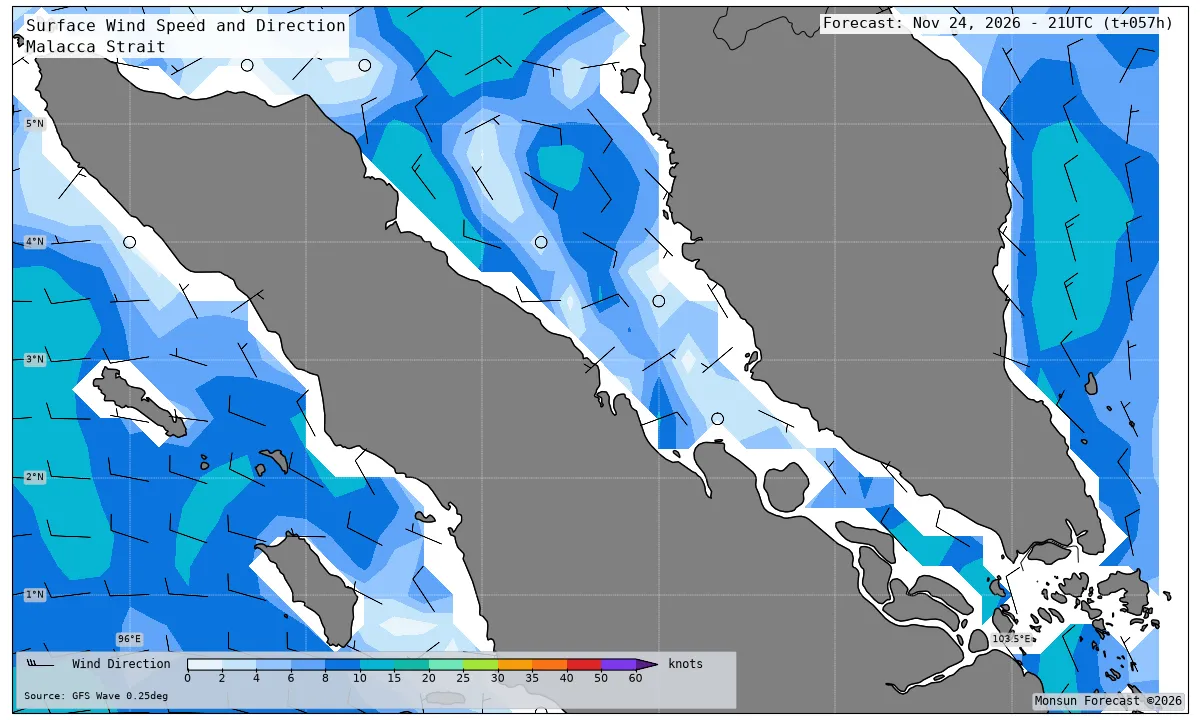 Surface Wind Speed and Direction
Malacca Strait
Forecast: Nov 24, 2026 - 21UTC (t+057h)
5°N
4°N
3°N
2°N
1°N
96°E
103.5°E
Wind Direction
knots
0 2 4 6 8 10 15 20 25 30 35 40 50 60
Source: GFS Wave 0.25deg
Monsun Forecast ©2026